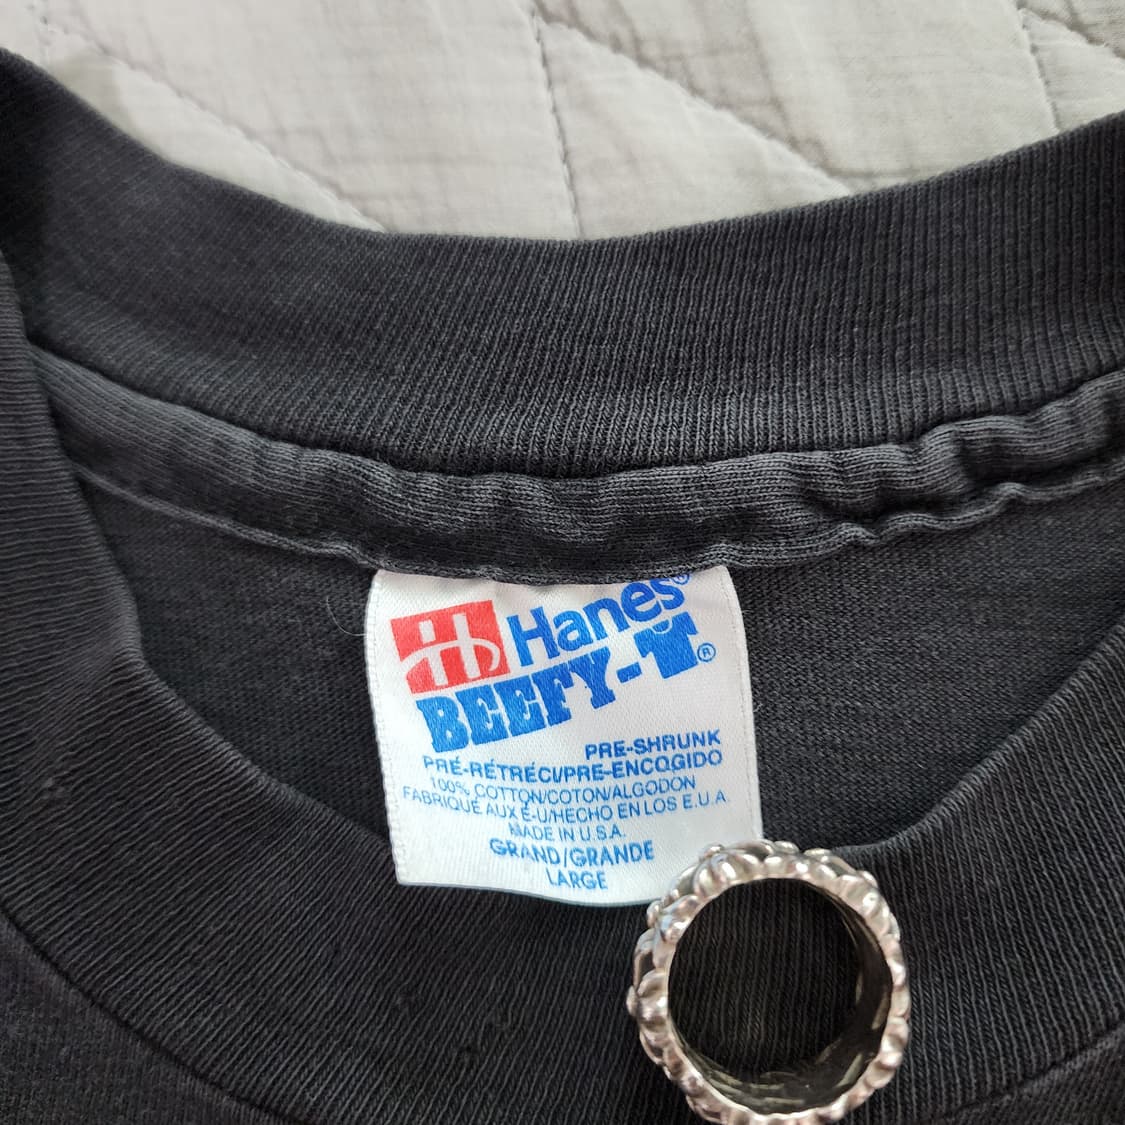 Hanes®
BEEFY-T®
PRE-SHRUNK
PRÉ-RÉTRÉCI/PRE-ENCOGIDO
100% COTTON/COTON/ALGODON
FABRIQUÉ AUX É-U/HECHO EN LOS E.U.A.
MADE IN U.S.A.
GRAND/GRANDE
LARGE